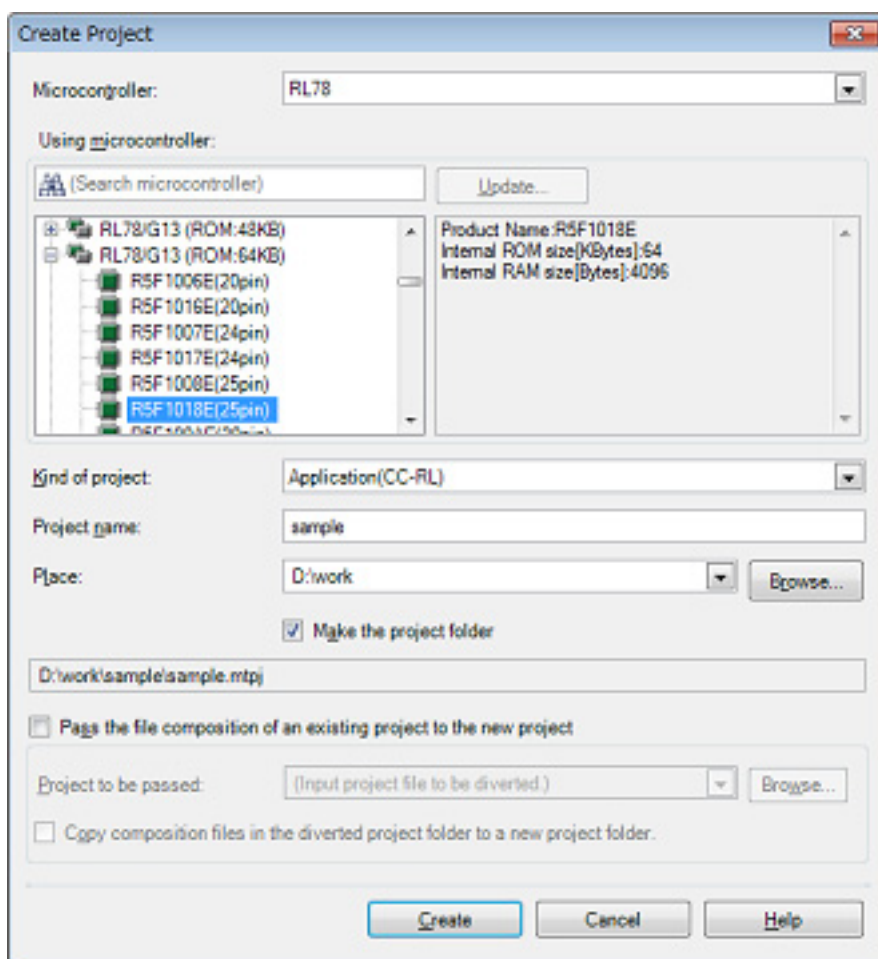 Create Project
Microcontroller: RL78
Using microcontroller:
(Search microcontroller) Update...
RL78/G13 (ROM:48KB)
RL78/G13 (ROM:64KB)
R5F1006E(20pin)
R5F1016E(20pin)
R5F1007E(24pin)
R5F1017E(24pin)
R5F1008E(25pin)
R5F1018E(25pin)
Product Name:R5F1018E
Internal ROM size[KBytes]:64
Internal RAM size[Bytes]:4096
Kind of project: Application(CC-RL)
Project name: sample
Place: D:\work Browse...
Make the project folder
D:\work\sample\sample.mtpj
Pass the file composition of an existing project to the new project
Project to be passed: (Input project file to be diverted.) Browse...
Copy composition files in the diverted project folder to a new project folder.
Create Cancel Help